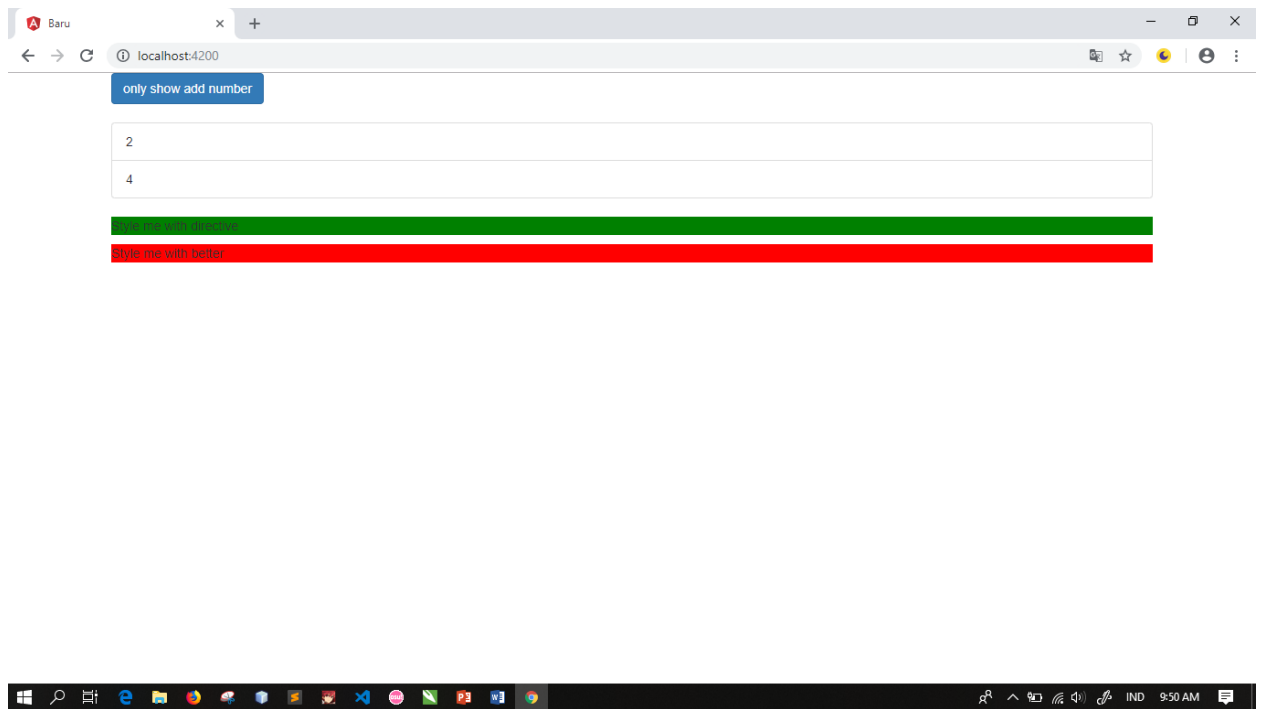 Baru
localhost:4200
only show add number
2
4
Style me with directive
Style me with better
IND 9:50 AM